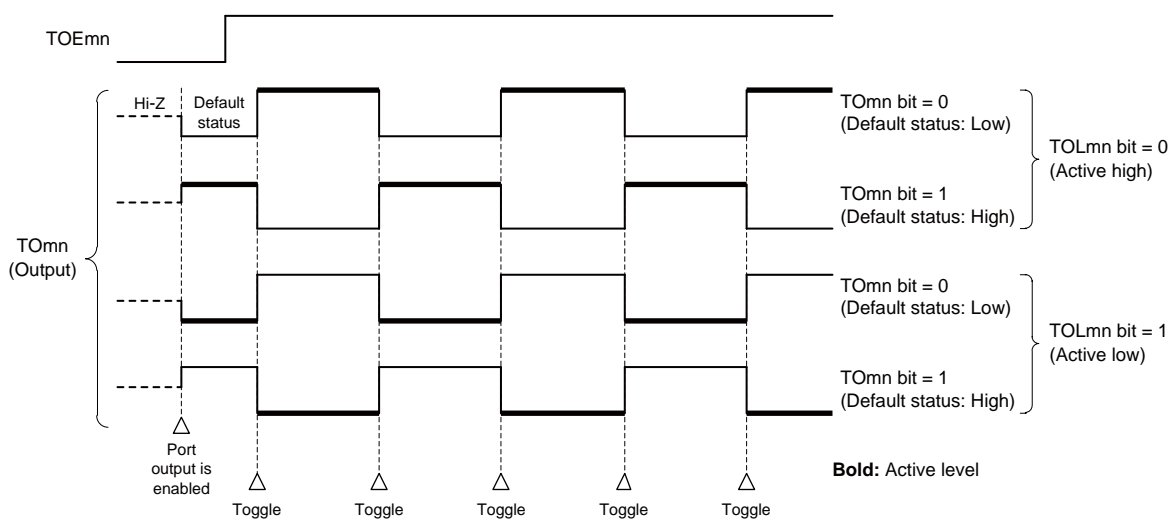 TOEmn
Hi-Z
Default
status
TOmn
(Output)
TOmn bit = 0
(Default status: Low)
TOmn bit = 1
(Default status: High)
TOLmn bit = 0
(Active high)
TOmn bit = 0
(Default status: Low)
TOmn bit = 1
(Default status: High)
TOLmn bit = 1
(Active low)
Port
output is
enabled
Toggle
Toggle
Toggle
Toggle
Toggle
Bold: Active level